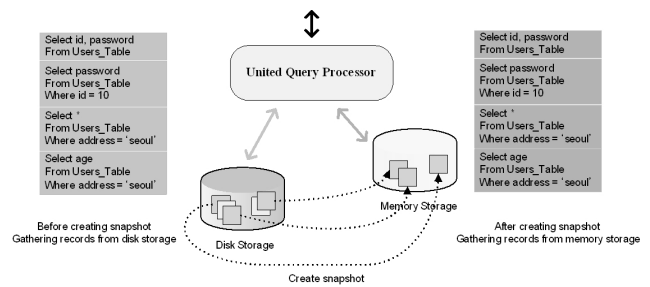 Select id, password
From Users_Table
Select password
From Users_Table
Where id = 10
Select *
From Users_Table
Where address = 'seoul'
Select age
From Users_Table
Where address = 'seoul'
Before creating snapshot
Gathering records from disk storage
United Query Processor
Disk Storage
Memory Storage
Create snapshot
Select id, password
From Users_Table
Select password
From Users_Table
Where id = 10
Select *
From Users_Table
Where address = 'seoul'
Select age
From Users_Table
Where address = 'seoul'
After creating snapshot
Gathering records from memory storage